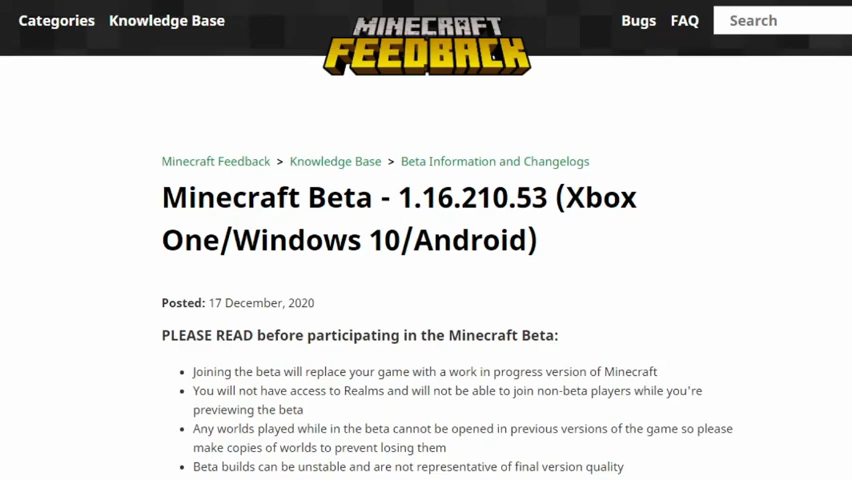 Categories Knowledge Base
MINECRAFT
FEEDBACK
Bugs FAQ Search
Minecraft Feedback > Knowledge Base > Beta Information and Changelogs
Minecraft Beta - 1.16.210.53 (Xbox
One/Windows 10/Android)
Posted: 17 December, 2020
PLEASE READ before participating in the Minecraft Beta:
• Joining the beta will replace your game with a work in progress version of Minecraft
• You will not have access to Realms and will not be able to join non-beta players while you're
previewing the beta
• Any worlds played while in the beta cannot be opened in previous versions of the game so please
make copies of worlds to prevent losing them
• Beta builds can be unstable and are not representative of final version quality